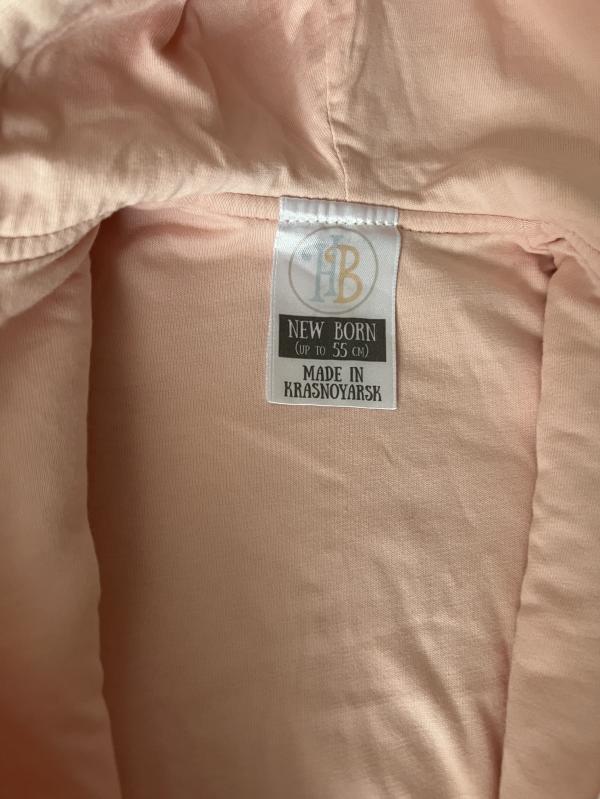 HB
NEW BORN
(UP TO 55 CM)
MADE IN
KRASNOYARSK